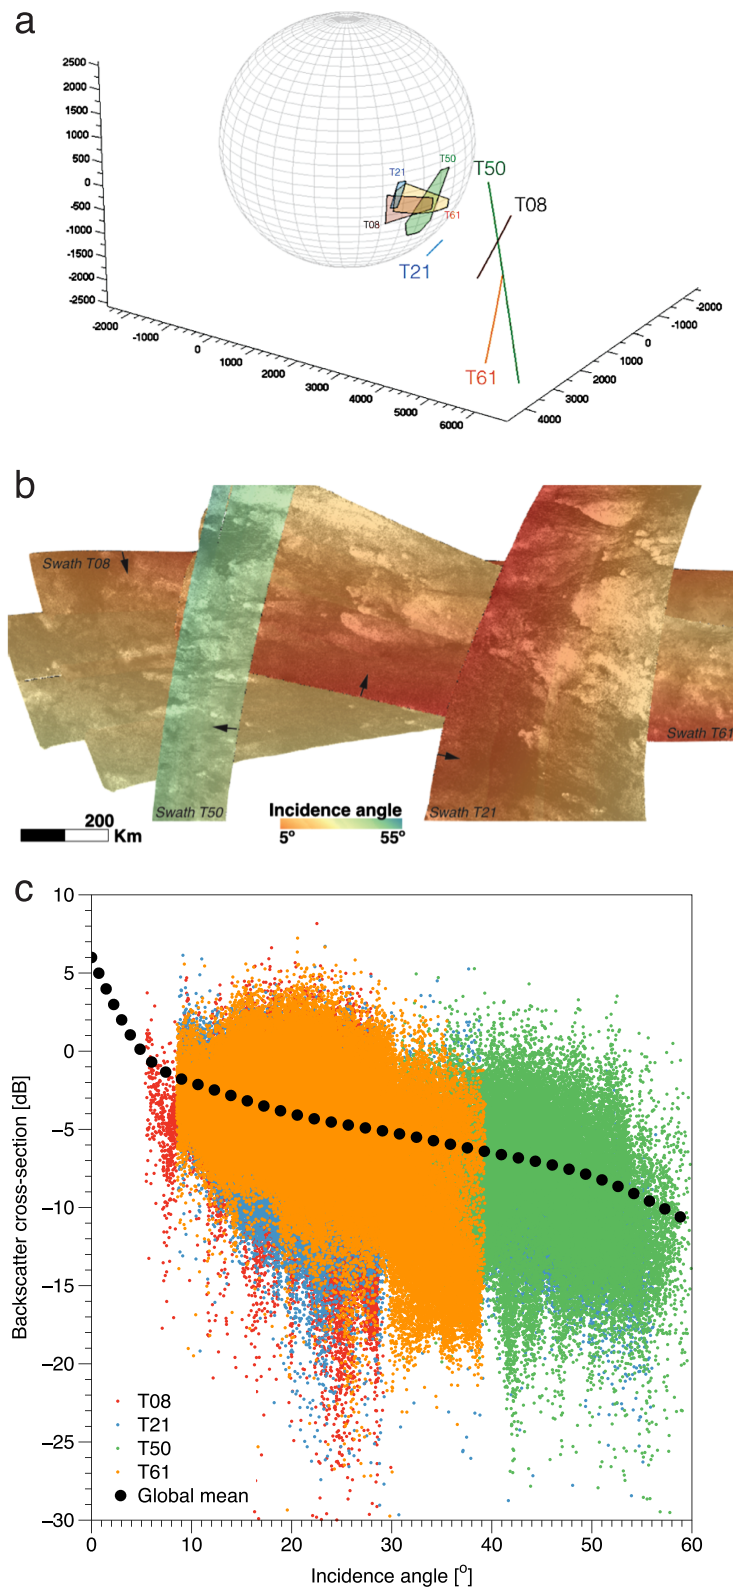 a
2500
2000
1500
1000
500
0
-500
-1000
-1500
-2000
-2500
-2000
-1000
0
1000
2000
3000
4000
5000
6000
-2000
-1000
0
1000
2000
3000
4000
T21
T50
T08
T61
T50
T08
T21
T61
b
Swath T08
Swath T61
Swath T50
Swath T21
200
Km
Incidence angle
5º
55º
c
Backscatter cross-section [dB]
10
5
0
−5
−10
−15
−20
−25
−30
T08
T21
T50
T61
Global mean
0 10 20 30 40 50 60
Incidence angle [º]